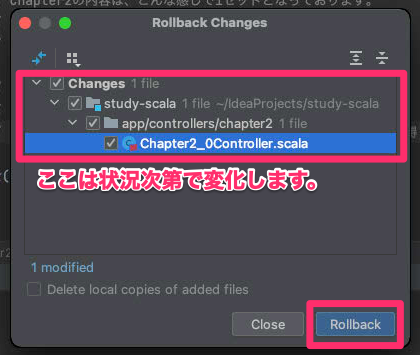 Chapter2の内容は、こんな感じで1セットとなっております。
Rollback Changes
Changes 1 file
study-scala 1 file ~/IdeaProjects/study-scala
app/controllers/chapter2 1 file
Chapter2_0Controller.scala
ここは状況次第で変化します。
1 modified
Delete local copies of added files
Close
Rollback